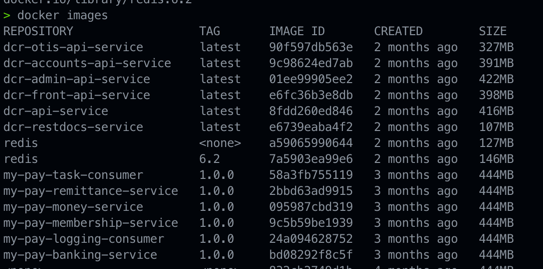 docker.io/library/redis:6.2
> docker images
REPOSITORY TAG IMAGE ID CREATED SIZE
dcr-otis-api-service latest 90f597db563e 2 months ago 327MB
dcr-accounts-api-service latest 9c98624ed7ab 2 months ago 391MB
dcr-admin-api-service latest 01ee99905ee2 2 months ago 422MB
dcr-front-api-service latest e6fc36b3e8db 2 months ago 398MB
dcr-api-service latest 8fdd260ed846 2 months ago 416MB
dcr-restdocs-service latest e6739eaba4f2 2 months ago 107MB
redis <none> a59065990644 2 months ago 127MB
redis 6.2 7a5903ea99e6 2 months ago 146MB
my-pay-task-consumer 1.0.0 58a3fb755119 3 months ago 444MB
my-pay-remittance-service 1.0.0 2bbd63ad9915 3 months ago 444MB
my-pay-money-service 1.0.0 095987cbd319 3 months ago 444MB
my-pay-membership-service 1.0.0 9c5b59be1939 3 months ago 444MB
my-pay-logging-consumer 1.0.0 24a094628752 3 months ago 444MB
my-pay-banking-service 1.0.0 bd08292f8c5f 3 months ago 444MB